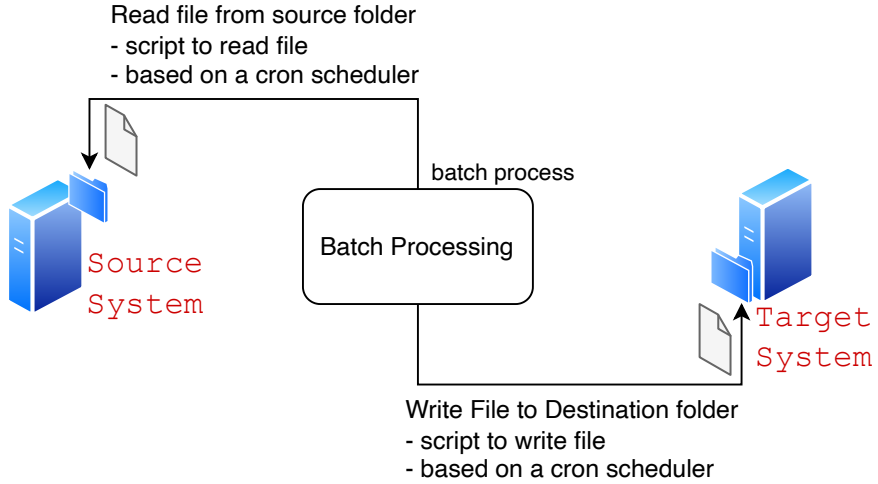 Read file from source folder
- script to read file
- based on a cron scheduler
batch process
Batch Processing
Source
System
Target
System
Write File to Destination folder
- script to write file
- based on a cron scheduler